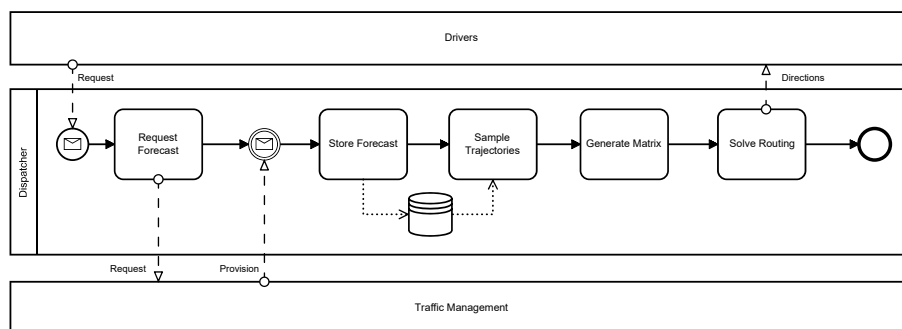 Drivers
Request
Directions
Dispatcher
Request
Forecast
Store Forecast
Sample
Trajectories
Generate Matrix
Solve Routing
Request
Provision
Traffic Management